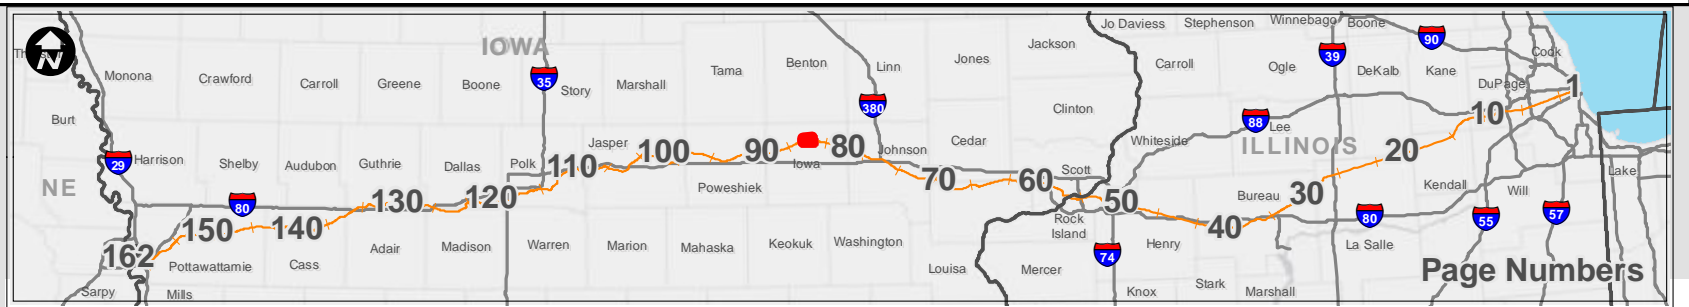 Jo Daviess Stephenson Winnebago Boone
N IOWA 90
Th Jackson 39 Cock
Monona Crawford Carroll Greene Boone 35 Story Marshall Tama Benton Linn Jones Carroll Ogle DeKalb Kane DuPage 1
380 Clinton 10
Burt 88 Lee
Jasper 100 90 80 Cedar Whiteside ILLINOIS 20
29 Harrison Shelby Audubon Guthrie Dallas Polk 110 Iowa Johnson Scott Lake
NE 130 120 Poweshiek 70 60 Bureau 30 Kendall Will
80 50 80 55 57
150 140 Rock Island 40
162 Adair Madison Warren Marion Mahaska Keokuk Washington Henry La Salle
Pottawattamie Cass Louisa Mercer 74 Stark Page Numbers
Sarpy Mills Knox Marshall